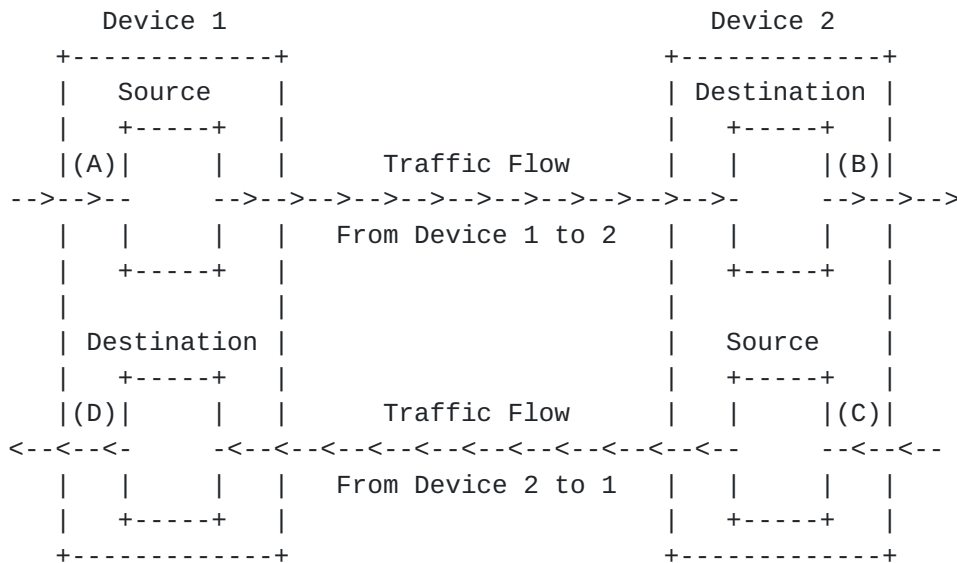 Device 1                                Device 2
   +-------------+                        +-------------+
   |   Source    |                        | Destination |
   |   +-----+   |                        |   +-----+   |
   |(A)|     |   |      Traffic Flow      |   |     |(B)|
-->-->--     -->-->-->-->-->-->-->-->-->-->-->-     -->-->-->
   |   |     |   |   From Device 1 to 2   |   |     |   |
   |   +-----+   |                        |   +-----+   |
   |             |                        |             |
   | Destination |                        |   Source    |
   |   +-----+   |                        |   +-----+   |
   |(D)|     |   |      Traffic Flow      |   |     |(C)|
<--<--<-     -<--<--<--<--<--<--<--<--<--<--<--     --<--<--
   |   |     |   |   From Device 2 to 1   |   |     |   |
   |   +-----+   |                        |   +-----+   |
   +-------------+                        +-------------+